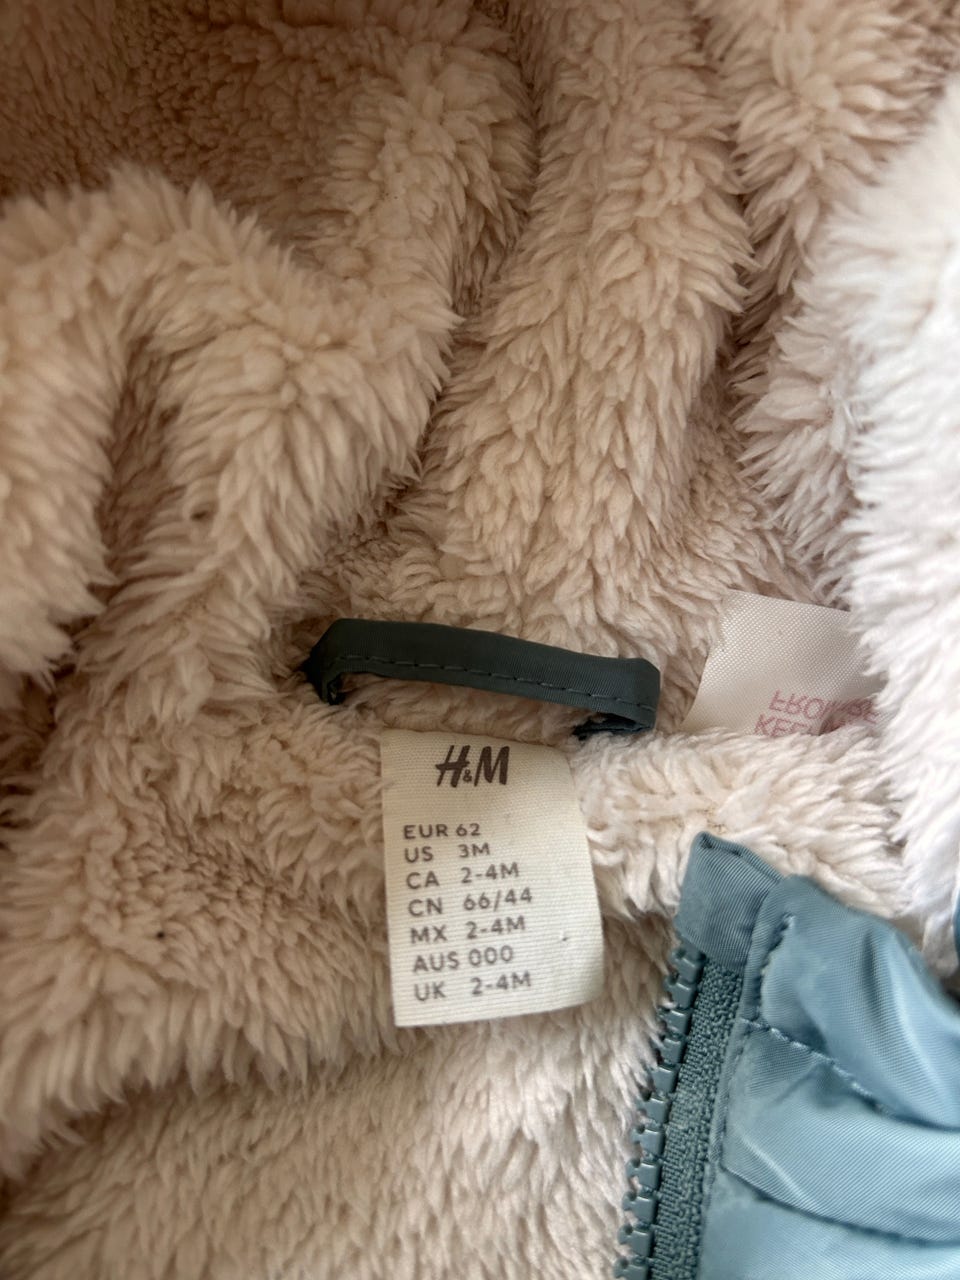 H&M
EUR 62
US 3M
CA 2-4M
CN 66/44
MX 2-4M
AUS 000
UK 2-4M